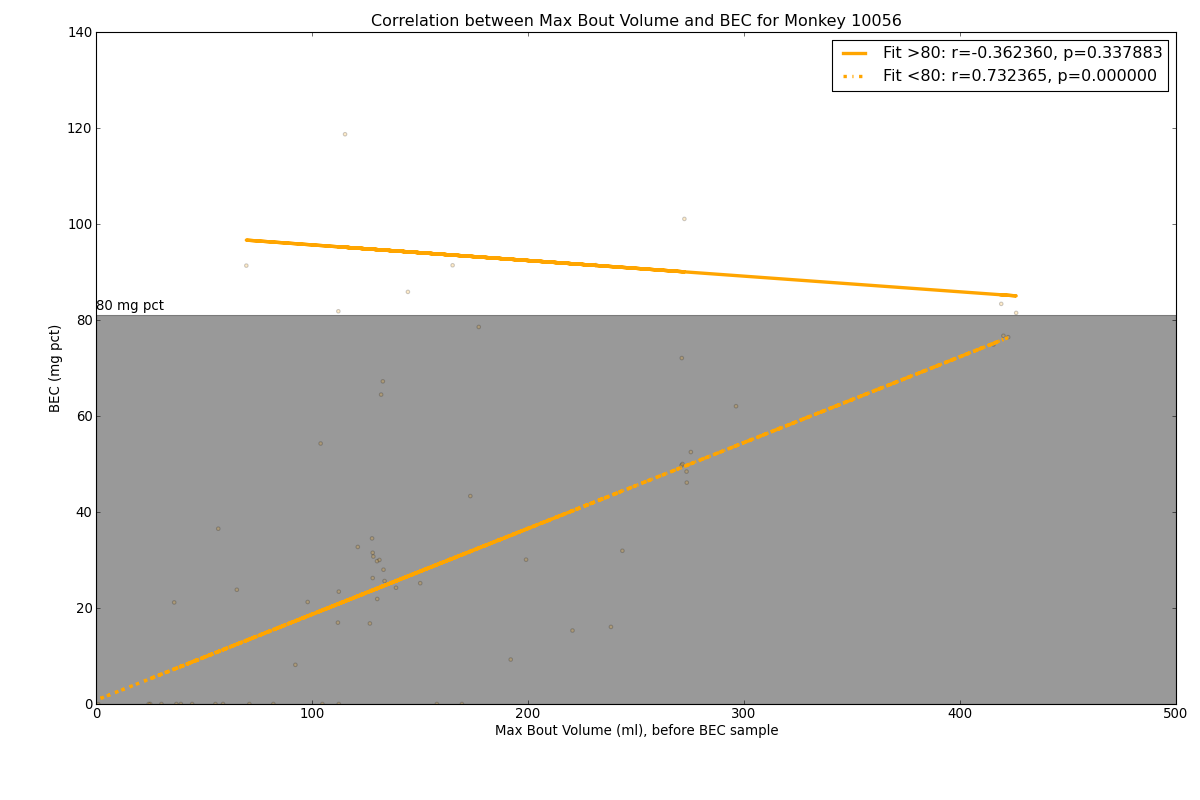 Correlation between Max Bout Volume and BEC for Monkey 10056
Fit >80: r=-0.362360, p=0.337883
Fit <80: r=0.732365, p=0.000000
140
120
100
80
60
40
20
0
80 mg pct
BEC (mg pct)
0 100 200 300 400 500
Max Bout Volume (ml), before BEC sample